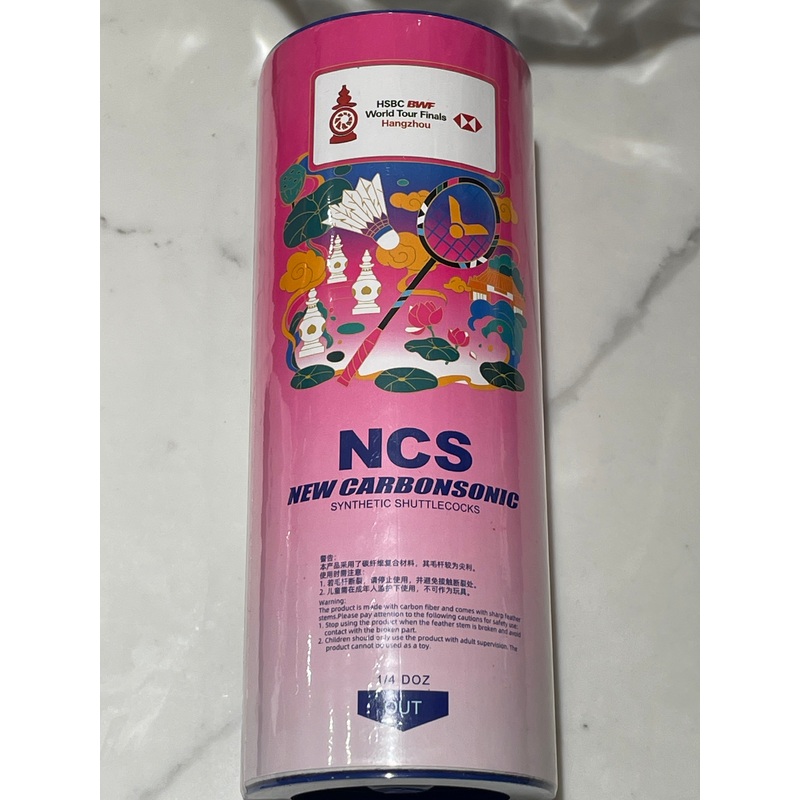 HSBC BWF
World Tour Finals
Hangzhou
NCS
NEW CARBONSONIC
SYNTHETIC SHUTTLECOCKS
警告:
本产品采用了碳纤维复合材料，其毛杆较为尖利。
使用时需注意:
1. 若毛杆断裂，请停止使用，并避免接触断裂处。
2. 儿童需在成年人监护下使用，不可作为玩具。
Warning:
The product is made with carbon fiber and comes with sharp feather
stems.Please pay attention to the following cautions for safety use:
1. Stop using the product when the feather stem is broken and avoid
contact with the broken part.
2. Children should only use the product with adult supervision. The
product cannot be used as a toy.
1/4 DOZ
OUT